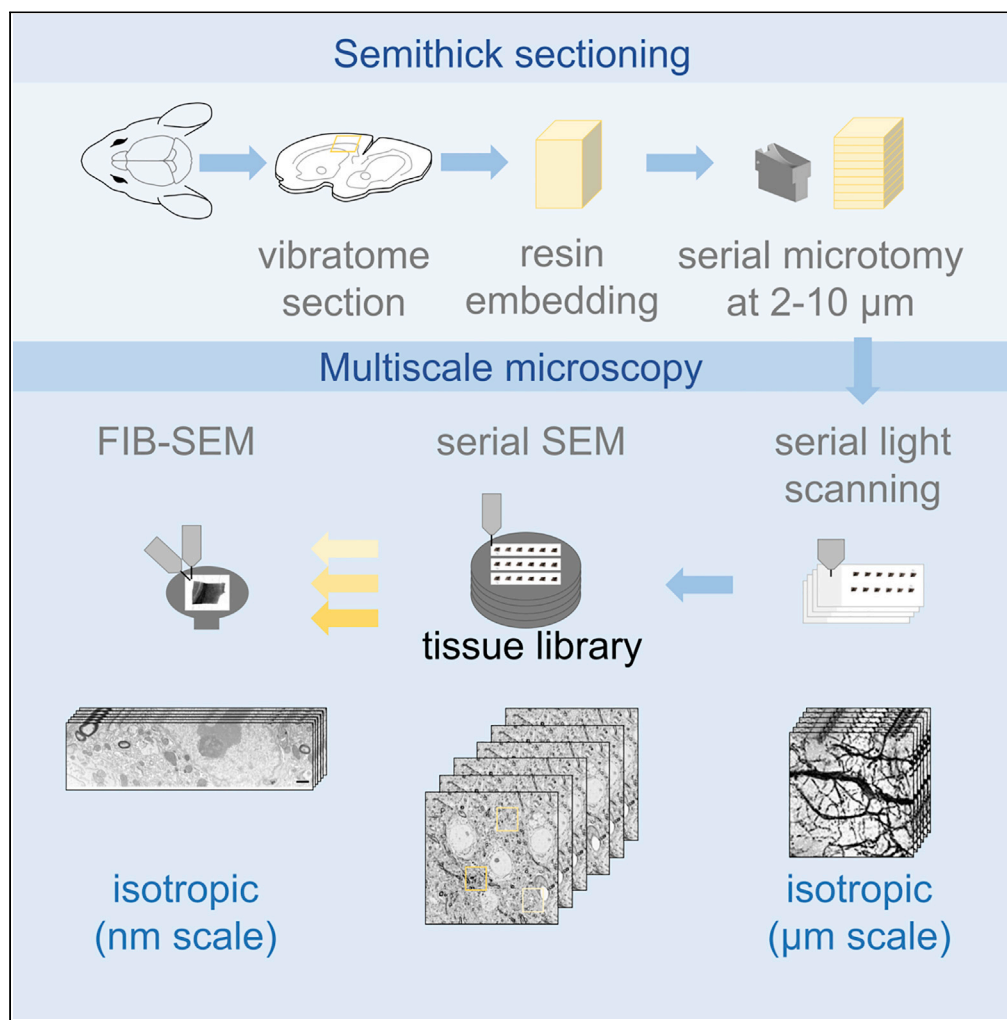 Semithick sectioning
vibratome
section
resin
embedding
serial microtomy
at 2-10 µm
Multiscale microscopy
FIB-SEM
serial SEM
serial light
scanning
tissue library
isotropic
(nm scale)
isotropic
(µm scale)